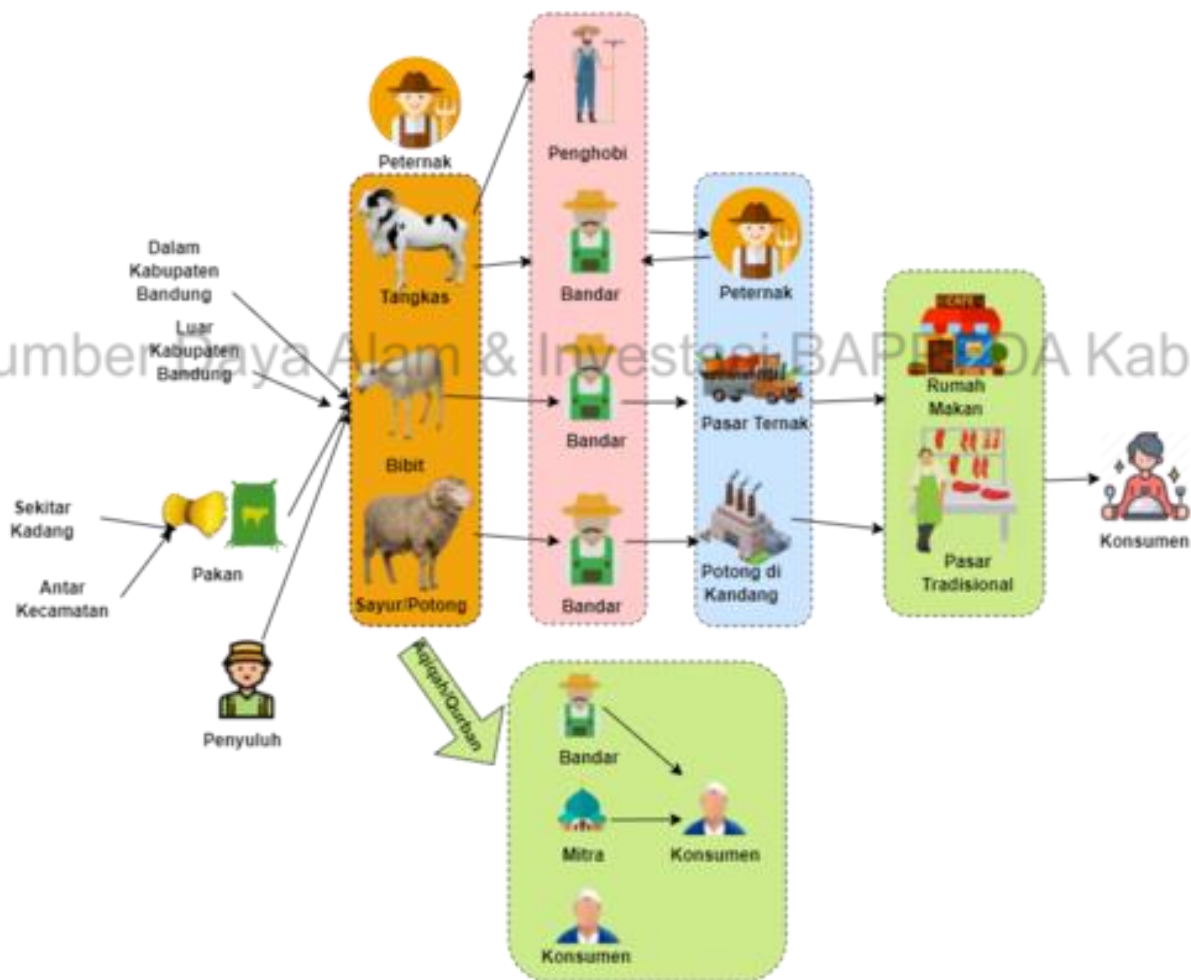 Peternak
Penghobi
Dalam
Kabupaten
Bandung
Luar
Kabupaten
Bandung
Tangkas
Bandar
Peternak
umber Daya Alam & Investasi BAPPEDA Kab
Rumah
Makan
Bibit
Bandar
Pasar Ternak
Sekitar
Kadang
Antar
Kecamatan
Pakan
Sayur/Potong
Bandar
Potong di
Kandang
Pasar
Tradisional
Konsumen
CAFE
Penyuluh
Aqiqah/Qurban
Bandar
Mitra
Konsumen
Konsumen